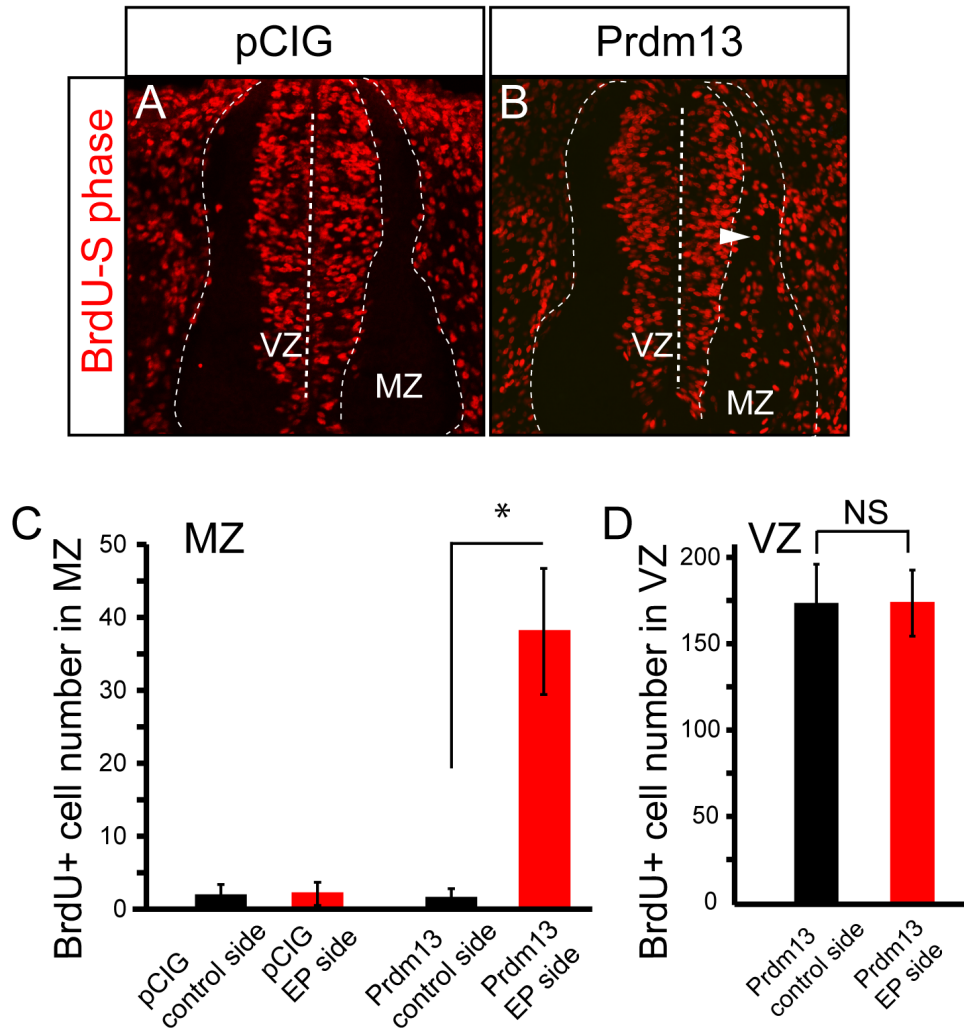 pCIG
Prdm13
BrdU-S phase
A
VZ
MZ
B
VZ
MZ
C
MZ
*
BrdU+ cell number in MZ
50
40
30
20
10
0
pCIG
control side
pCIG
EP side
Prdm13
control side
Prdm13
EP side
D
VZ
NS
BrdU+ cell number in VZ
200
150
100
50
0
Prdm13
control side
Prdm13
EP side